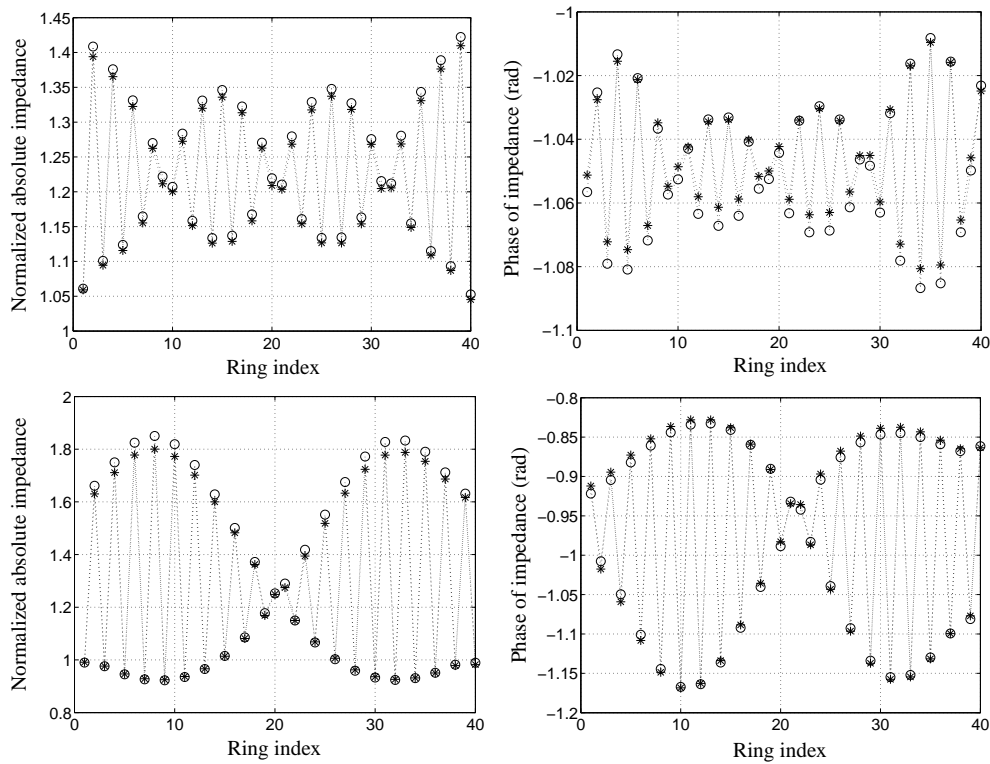 1.45
1.4
1.35
1.3
1.25
1.2
1.15
1.1
1.05
1
Normalized absolute impedance
0 10 20 30 40
Ring index
−1
−1.02
−1.04
−1.06
−1.08
−1.1
Phase of impedance (rad)
0 10 20 30 40
Ring index
2
1.8
1.6
1.4
1.2
1
0.8
Normalized absolute impedance
0 10 20 30 40
Ring index
−0.8
−0.85
−0.9
−0.95
−1
−1.05
−1.1
−1.15
−1.2
Phase of impedance (rad)
0 10 20 30 40
Ring index